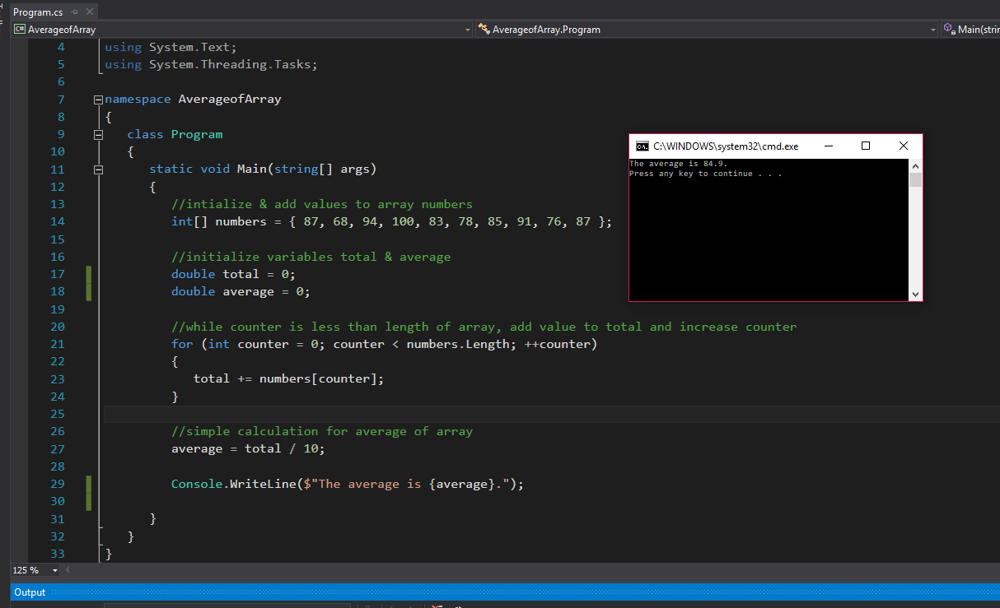 Program.cs
AverageofArray
AverageofArray.Program
Main(strin
4 using System.Text;
5 using System.Threading.Tasks;
6
7 namespace AverageofArray
8 {
9 class Program
10 {
11 static void Main(string[] args)
12 {
13 //intialize & add values to array numbers
14 int[] numbers = { 87, 68, 94, 100, 83, 78, 85, 91, 76, 87 };
15
16 //initialize variables total & average
17 double total = 0;
18 double average = 0;
19
20 //while counter is less than length of array, add value to total and increase counter
21 for (int counter = 0; counter < numbers.Length; ++counter)
22 {
23 total += numbers[counter];
24 }
25
26 //simple calculation for average of array
27 average = total / 10;
28
29 Console.WriteLine($"The average is {average}.");
30
31 }
32 }
33 }
C:\WINDOWS\system32\cmd.exe
The average is 84.9.
Press any key to continue . . .
125 %
Output